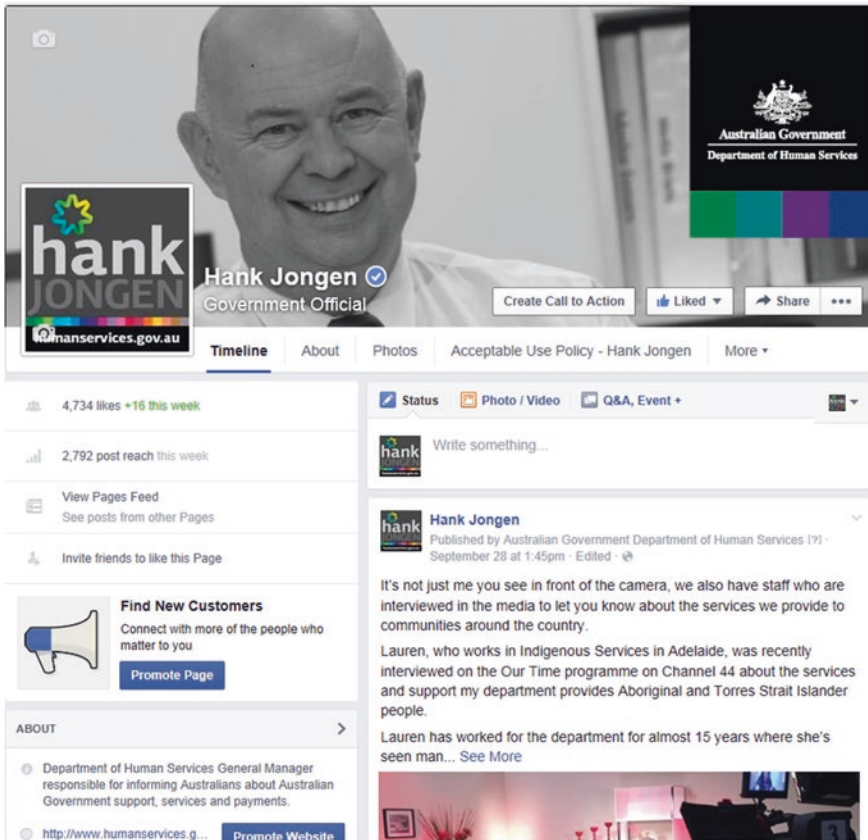 Australian Government
Department of Human Services
hank
JONGEN
humanservices.gov.au
Hank Jongen
Government Official
Create Call to Action
Liked
Share
Timeline
About
Photos
Acceptable Use Policy - Hank Jongen
More
4,734 likes +16 this week
2,792 post reach this week
View Pages Feed
See posts from other Pages
Invite friends to like this Page
Find New Customers
Connect with more of the people who
matter to you
Promote Page
ABOUT
Department of Human Services General Manager
responsible for informing Australians about Australian
Government support, services and payments.
http://www.humanservices.g...
Promote Website
Status
Photo / Video
Q&A, Event +
hank
JONGEN
Write something...
hank
JONGEN
Hank Jongen
Published by Australian Government Department of Human Services [?] ·
September 28 at 1:45pm · Edited ·
It's not just me you see in front of the camera, we also have staff who are
interviewed in the media to let you know about the services we provide to
communities around the country.
Lauren, who works in Indigenous Services in Adelaide, was recently
interviewed on the Our Time programme on Channel 44 about the services
and support my department provides Aboriginal and Torres Strait Islander
people.
Lauren has worked for the department for almost 15 years where she's
seen man... See More
3